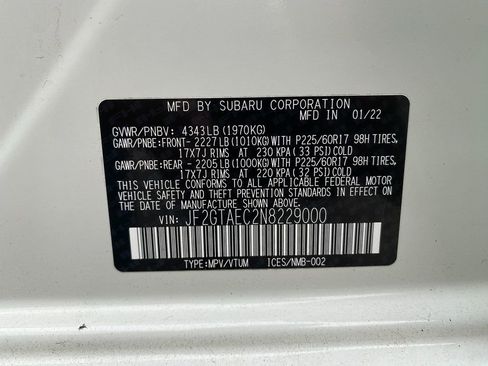 MFD BY SUBARU CORPORATION
MFD IN 01/22
GVWR/PNBV: 4343LB(1970KG)
GAWR/PNBE:FRONT- 2227LB(1010KG)WITH P225/60R17 98H TIRES,
17X7J RIMS AT 230 KPA(33 PSI)COLD
GAWR/PNBE:REAR - 2205LB(1000KG)WITH P225/60R17 98H TIRES,
17X7J RIMS AT 220 KPA(32 PSI)COLD
THIS VEHICLE CONFORMS TO ALL APPLICABLE FEDERAL MOTOR
VEHICLE SAFETY AND THEFT PREVENTION STANDARDS IN EFFECT ON
THE DATE OF MANUFACTURE SHOWN ABOVE.
VIN: JF2GTAEC2N8229000
TYPE:MPV/VTUM ICES/NMB-002